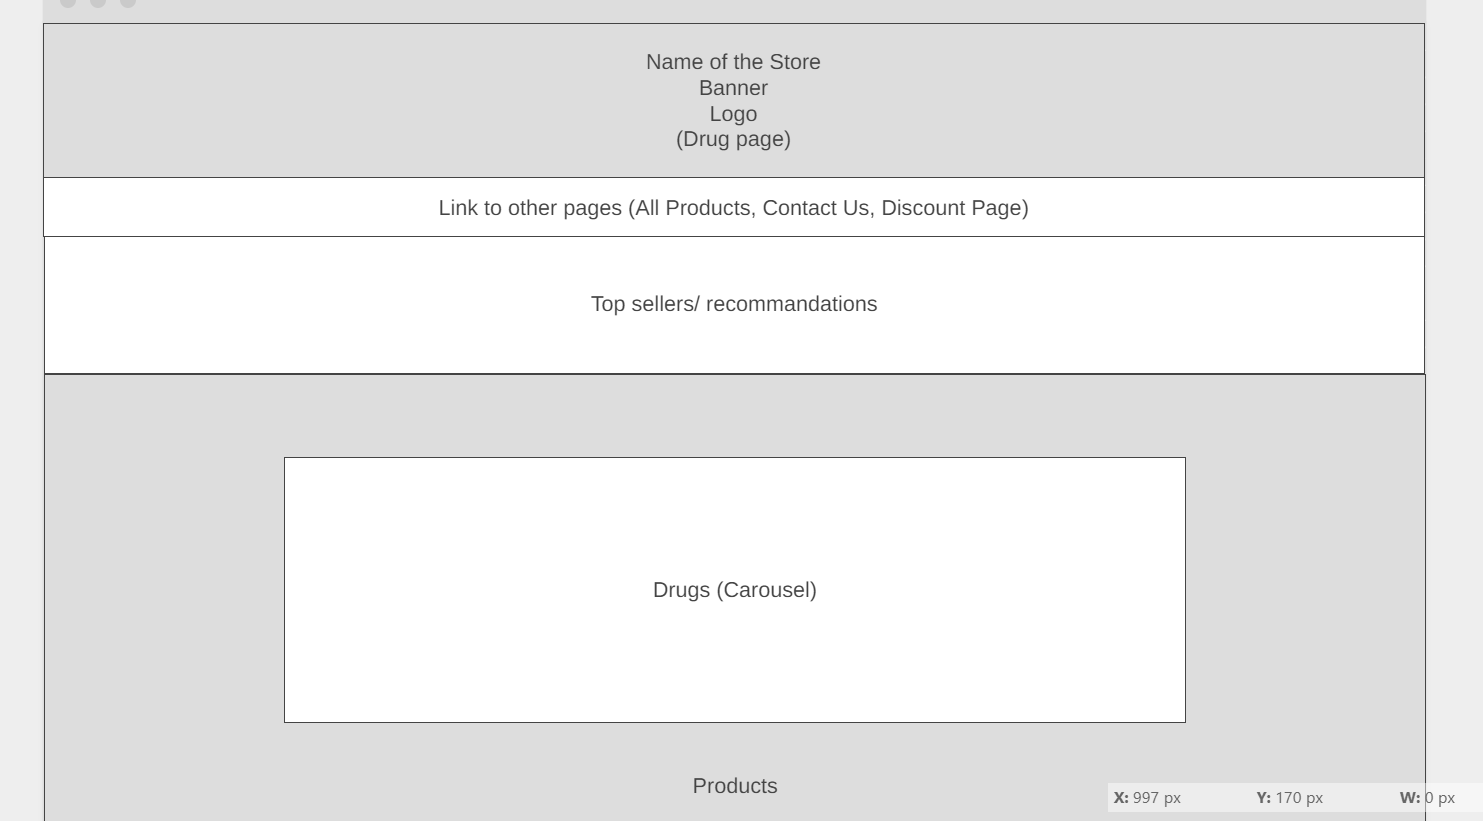 Name of the Store
Banner
Logo
(Drug page)
Link to other pages (All Products, Contact Us, Discount Page)
Top sellers/ recommandations
Drugs (Carousel)
Products
X: 997 px Y: 170 px W: 0 px